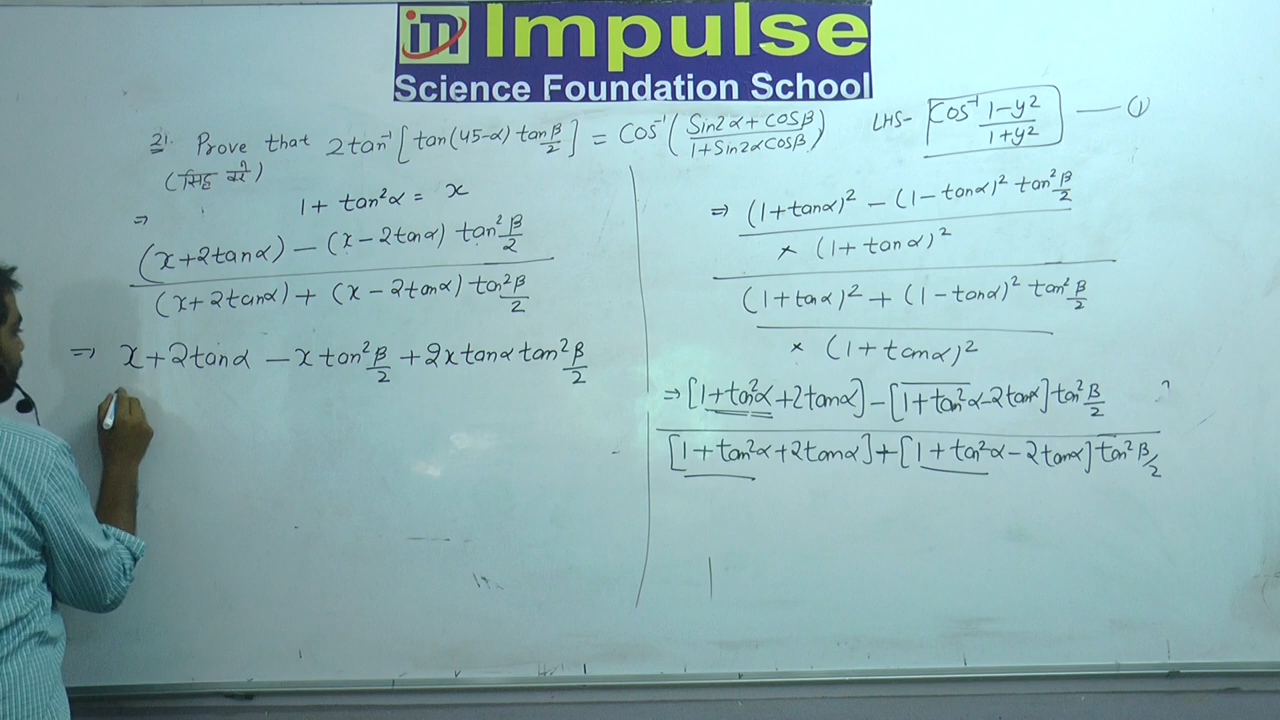 in Impulse
Science Foundation School
21. Prove that 2tan⁻¹[tan(45-α) tan β/2] = Cos⁻¹(Sin2α + Cosβ / 1+Sin2αCosβ)
LHS- Cos⁻¹ 1-y² / 1+y² — ①
(सिद्ध करें)
1 + tan²α = x
⇒ (x+2tanα) - (x-2tanα) tan² β/2
(x+2tanα) + (x-2tanα) tan² β/2
⇒ x+2tanα - x tan² β/2 + 2x tanα tan² β/2
⇒ (1+tanα)² - (1-tanα)² tan² β/2
× (1+tanα)²
(1+tanα)² + (1-tanα)² tan² β/2
× (1+tanα)²
⇒ [1+tan²α+2tanα] - [1+tan²α-2tanα] tan² β/2
[1+tan²α+2tanα] + [1+tan²α-2tanα] tan² β/2